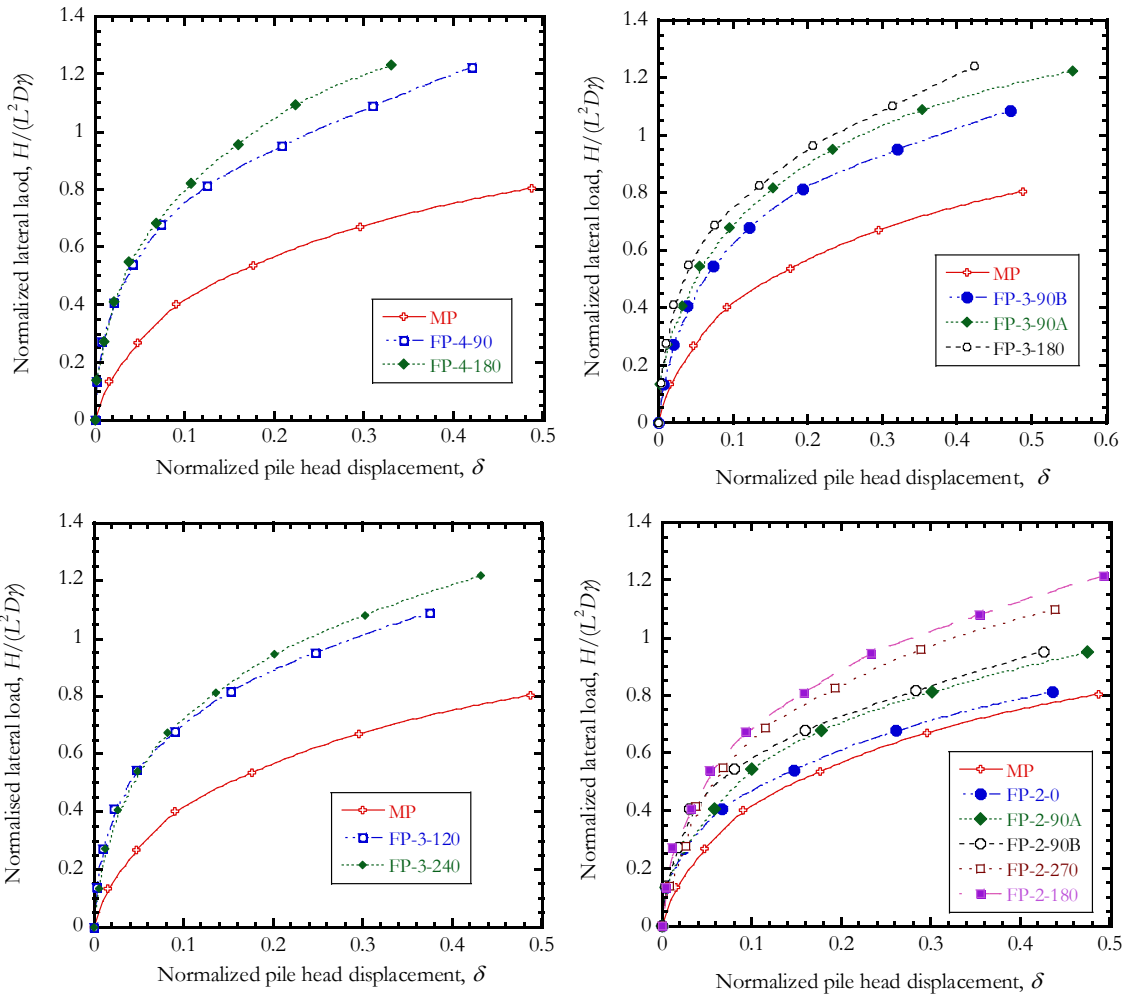 Normalized lateral laod, H/(L²Dγ)
1.4
1.2
1
0.8
0.6
0.4
0.2
0
MP
FP-4-90
FP-4-180
0 0.1 0.2 0.3 0.4 0.5
Normalized pile head displacement, δ
Normalized lateral load, H/(L²Dγ)
1.4
1.2
1
0.8
0.6
0.4
0.2
0
MP
FP-3-90B
FP-3-90A
FP-3-180
0 0.1 0.2 0.3 0.4 0.5 0.6
Normalized pile head displacement, δ
Normalised lateral load, H/(L²Dγ)
1.4
1.2
1
0.8
0.6
0.4
0.2
0
MP
FP-3-120
FP-3-240
0 0.1 0.2 0.3 0.4 0.5
Normalized pile head displacement, δ
Normalized lateral load, H/(L²Dγ)
1.4
1.2
1
0.8
0.6
0.4
0.2
0
MP
FP-2-0
FP-2-90A
FP-2-90B
FP-2-270
FP-2-180
0 0.1 0.2 0.3 0.4 0.5
Normalized pile head displacement, δ